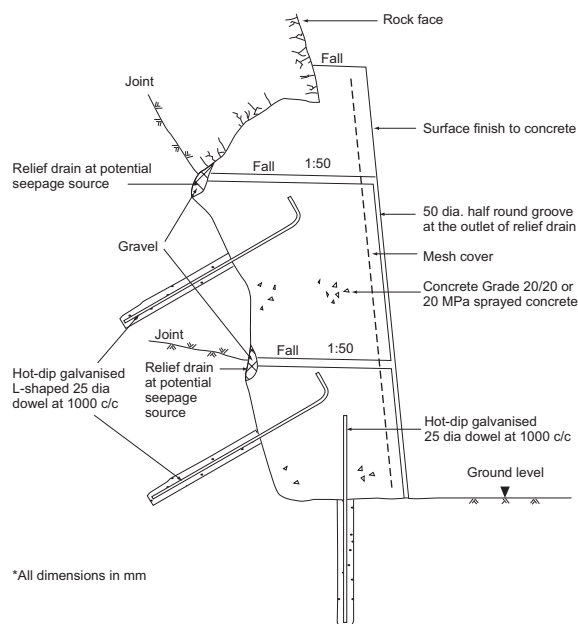 Rock face
Fall
Joint
Surface finish to concrete
Relief drain at potential
seepage source
Fall 1:50
50 dia. half round groove
at the outlet of relief drain
Gravel
Mesh cover
Concrete Grade 20/20 or
20 MPa sprayed concrete
Joint
Fall 1:50
Hot-dip galvanised
L-shaped 25 dia
dowel at 1000 c/c
Relief drain
at potential
seepage
source
Hot-dip galvanised
25 dia dowel at 1000 c/c
Ground level
*All dimensions in mm